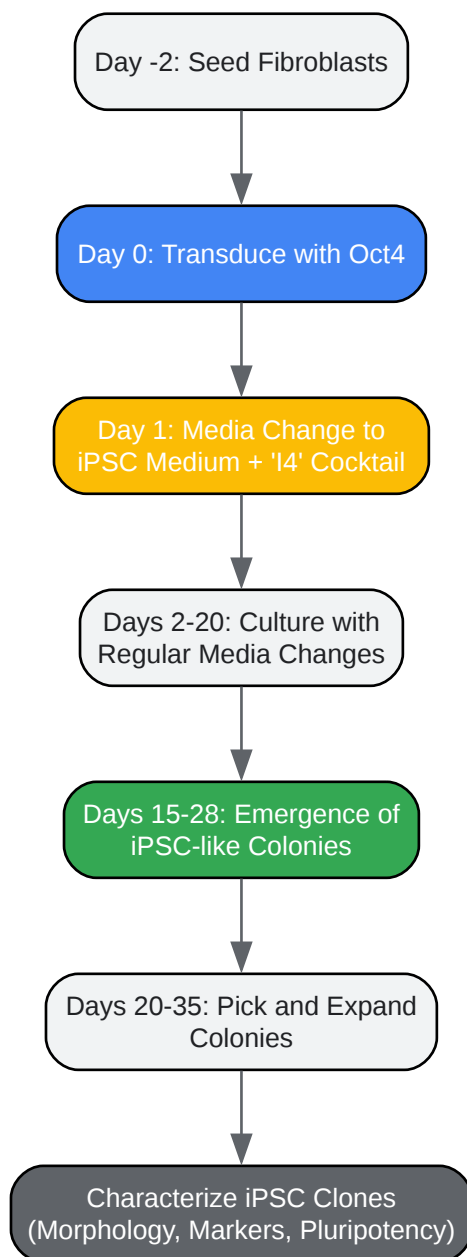 Day -2: Seed Fibroblasts
Day 0: Transduce with Oct4
Day 1: Media Change to
iPSC Medium + 'I4' Cocktail
Days 2-20: Culture with
Regular Media Changes
Days 15-28: Emergence of
iPSC-like Colonies
Days 20-35: Pick and Expand
Colonies
Characterize iPSC Clones
(Morphology, Markers, Pluripotency)